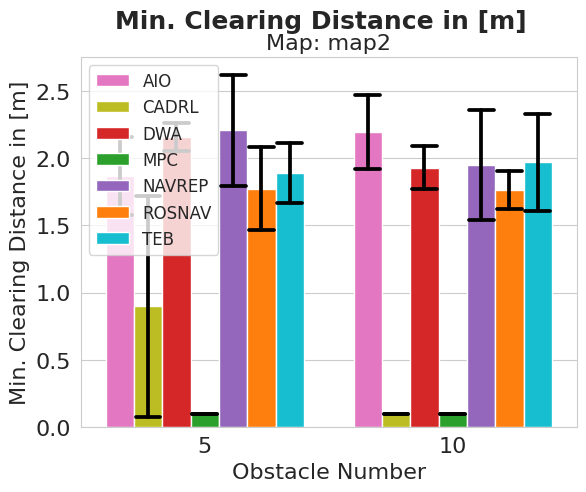 Min. Clearing Distance in [m]
Map: map2
Min. Clearing Distance in [m]
2.5
2.0
1.5
1.0
0.5
0.0
AIO
CADRL
DWA
MPC
NAVREP
ROSNAV
TEB
5
10
Obstacle Number